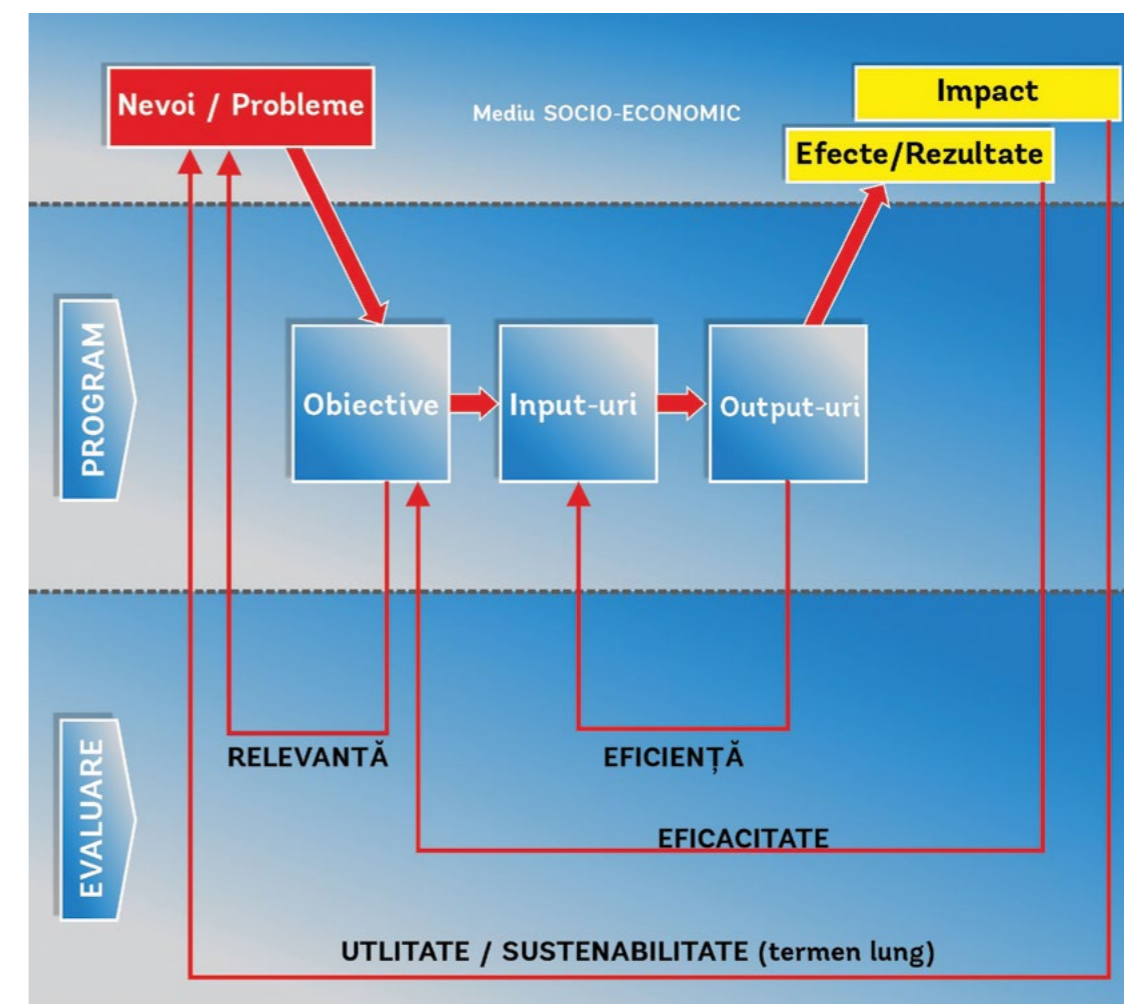 Nevoi / Probleme
Mediu SOCIO-ECONOMIC
Impact
Efecte/Rezultate
PROGRAM
Obiective
Input-uri
Output-uri
EVALUARE
RELEVANTĂ
EFICIENȚĂ
EFICACITATE
UTLITATE / SUSTENABILITATE (termen lung)